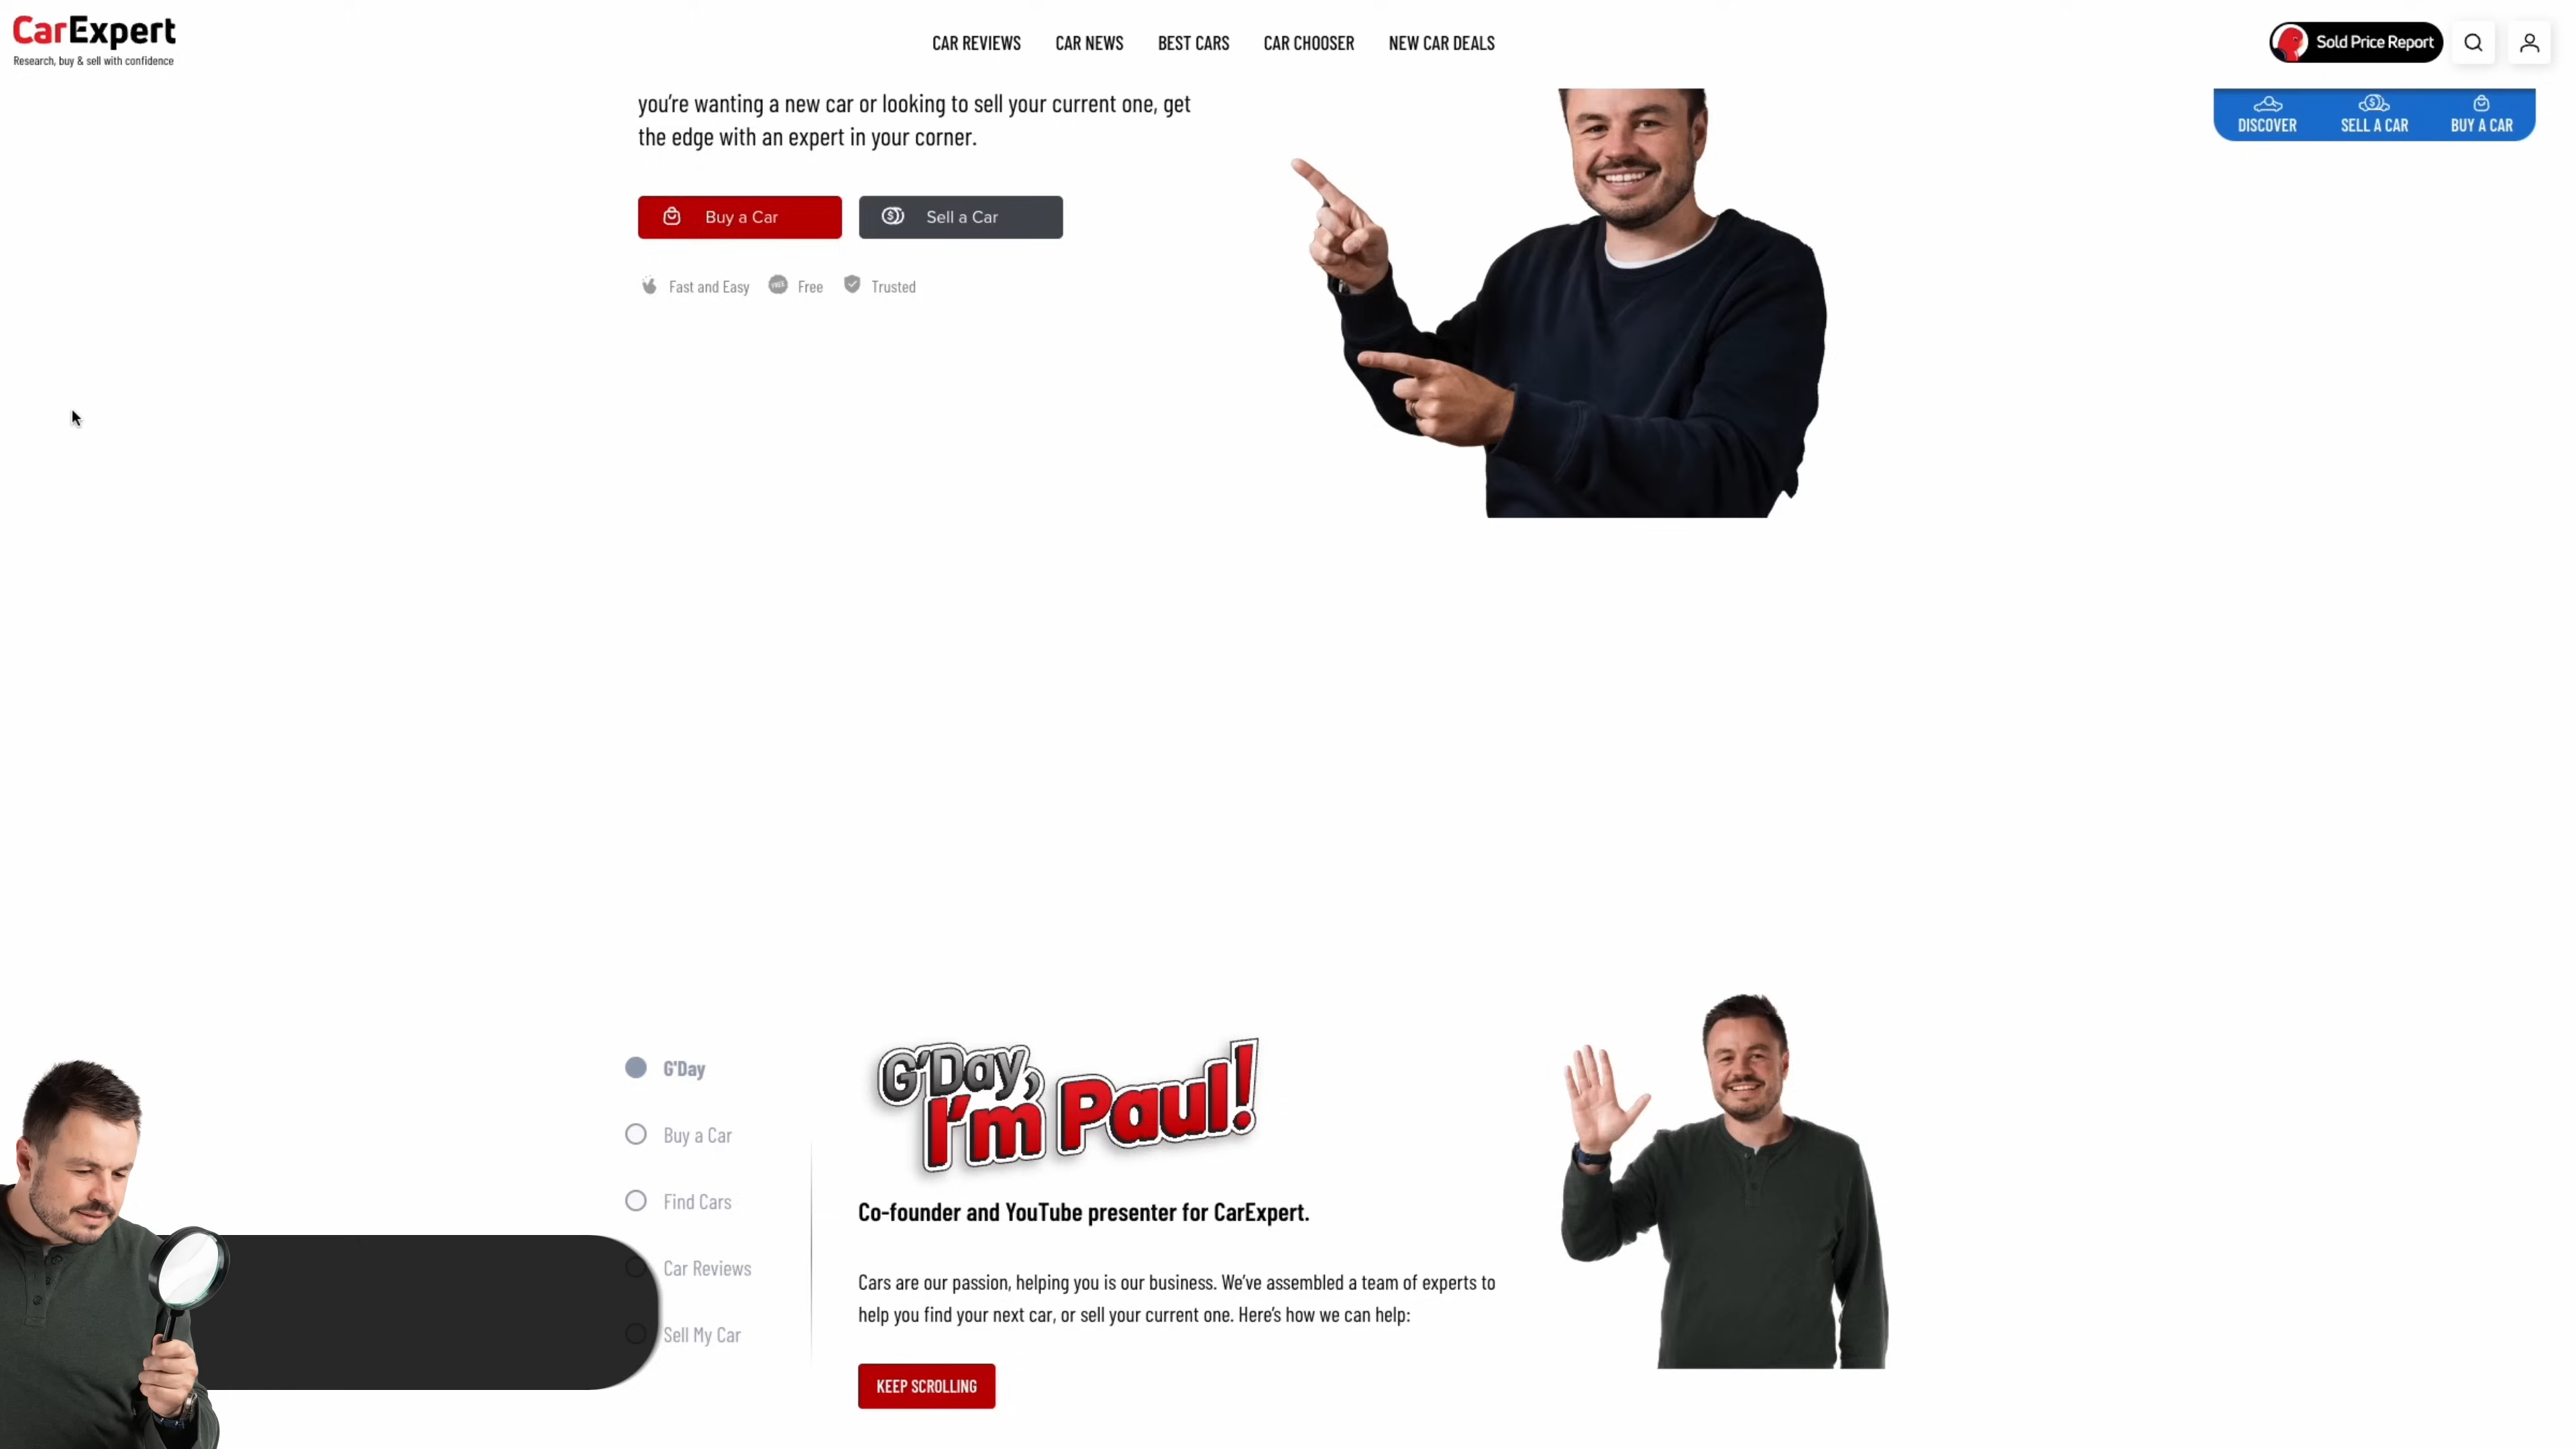 CarExpert
Research, buy & sell with confidence
CAR REVIEWS
CAR NEWS
BEST CARS
CAR CHOOSER
NEW CAR DEALS
Sold Price Report
DISCOVER
SELL A CAR
BUY A CAR
you're wanting a new car or looking to sell your current one, get
the edge with an expert in your corner.
Buy a Car
Sell a Car
Fast and Easy
FREE
Free
Trusted
G'Day
Buy a Car
Find Cars
Car Reviews
Sell My Car
G'Day,
I'm Paul!
Co-founder and YouTube presenter for CarExpert.
Cars are our passion, helping you is our business. We've assembled a team of experts to
help you find your next car, or sell your current one. Here's how we can help:
KEEP SCROLLING